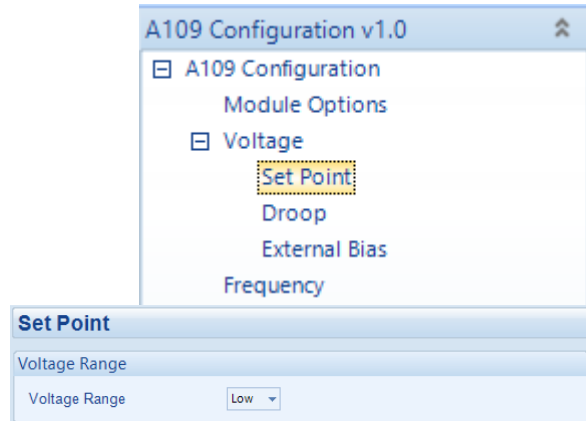 A109 Configuration v1.0
A109 Configuration
Module Options
Voltage
Set Point
Droop
External Bias
Frequency
Set Point
Voltage Range
Voltage Range Low